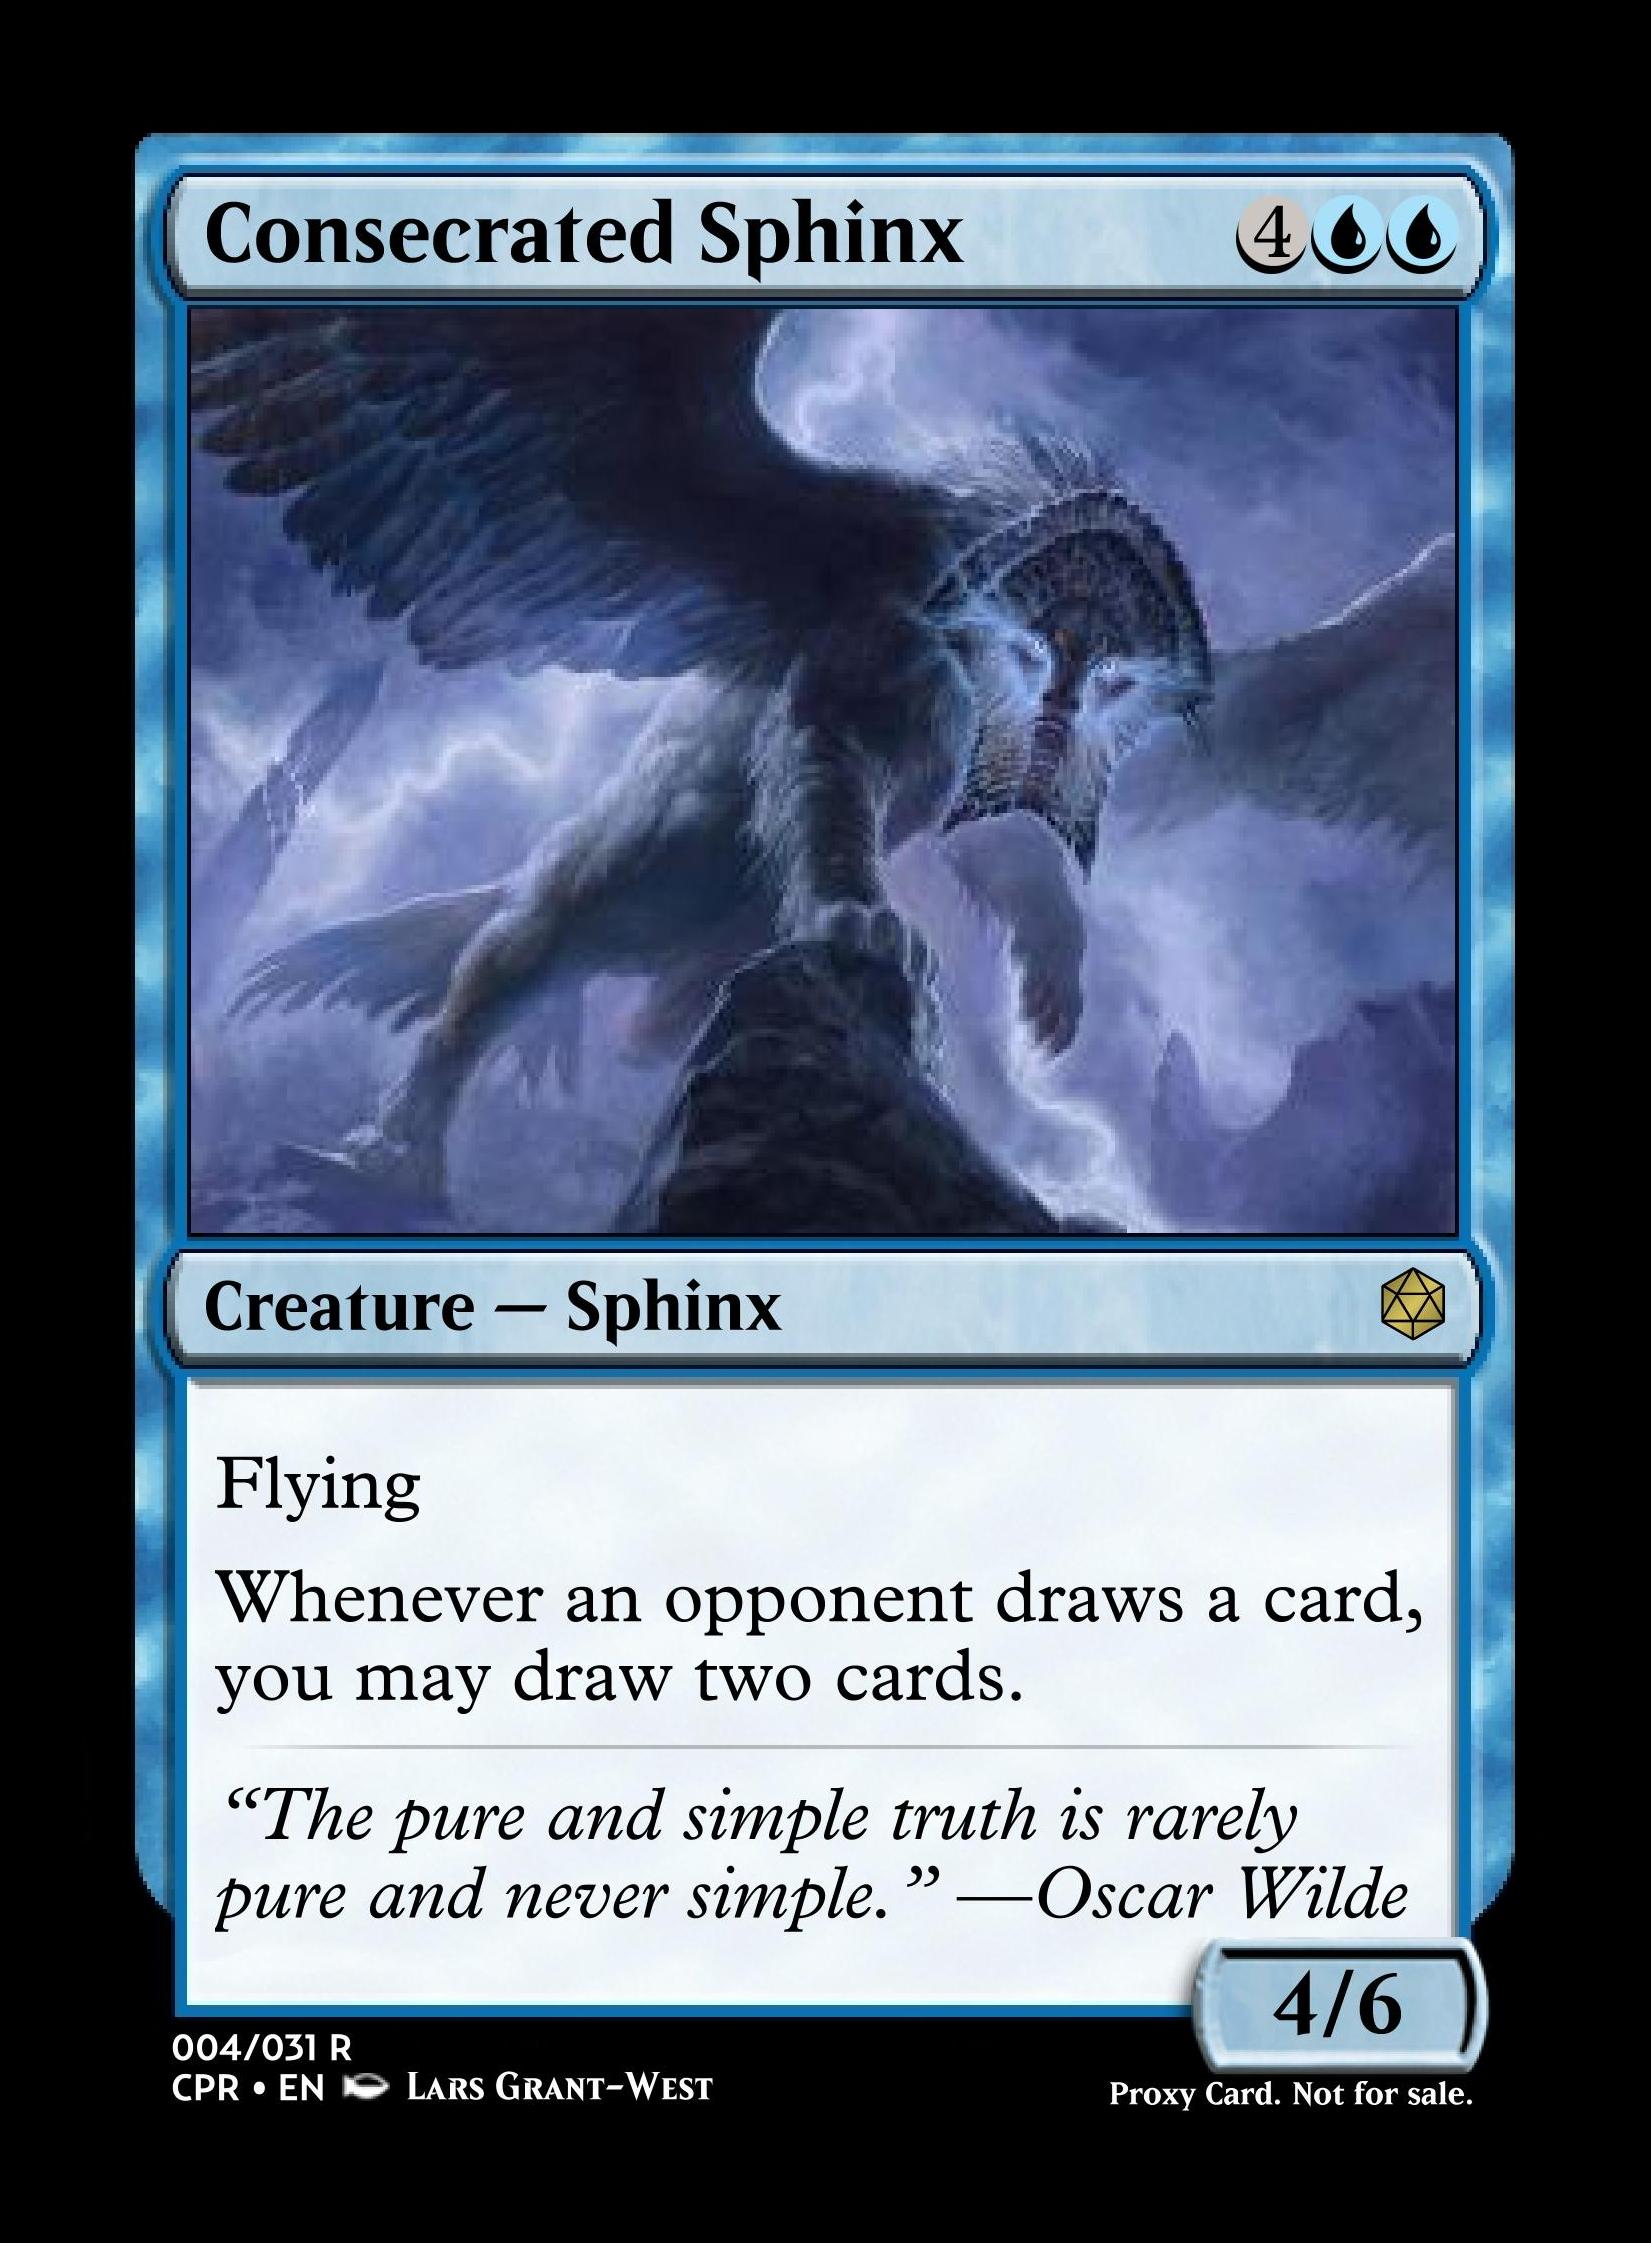 Consecrated Sphinx 4
Creature — Sphinx
Flying
Whenever an opponent draws a card,
you may draw two cards.
“The pure and simple truth is rarely
pure and never simple.” —Oscar Wilde
4/6
004/031 R
CPR • EN Lars Grant-West
Proxy Card. Not for sale.